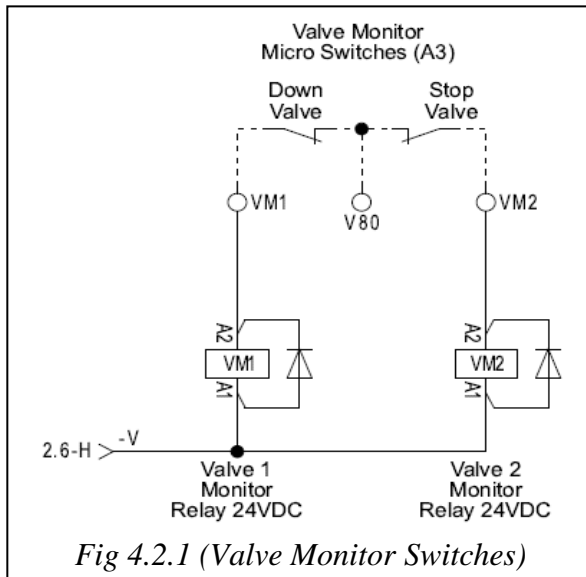 Valve Monitor
Micro Switches (A3)
Down
Valve
Stop
Valve
VM1
V80
VM2
A2
VM1
A1
A2
VM2
A1
2.6-H
-V
Valve 1
Monitor
Relay 24VDC
Valve 2
Monitor
Relay 24VDC
Fig 4.2.1 (Valve Monitor Switches)